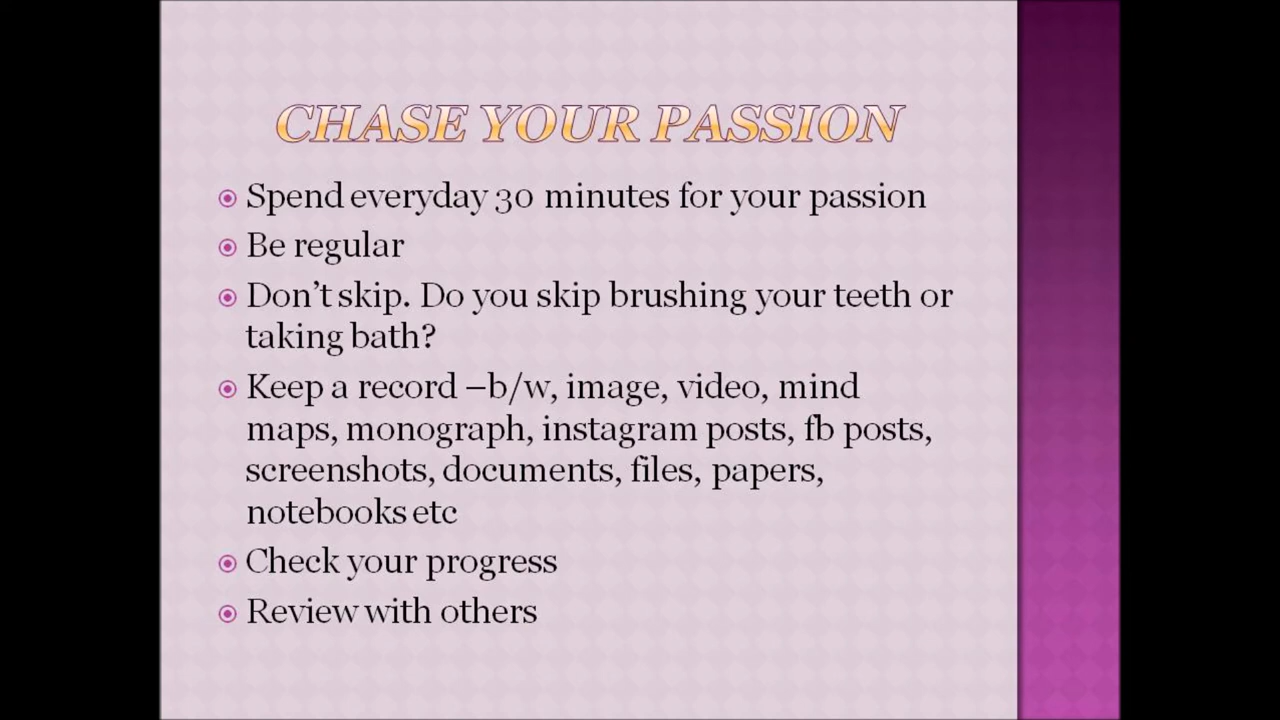 CHASE YOUR PASSION
Spend everyday 30 minutes for your passion
Be regular
Don't skip. Do you skip brushing your teeth or
taking bath?
Keep a record –b/w, image, video, mind
maps, monograph, instagram posts, fb posts,
screenshots, documents, files, papers,
notebooks etc
Check your progress
Review with others